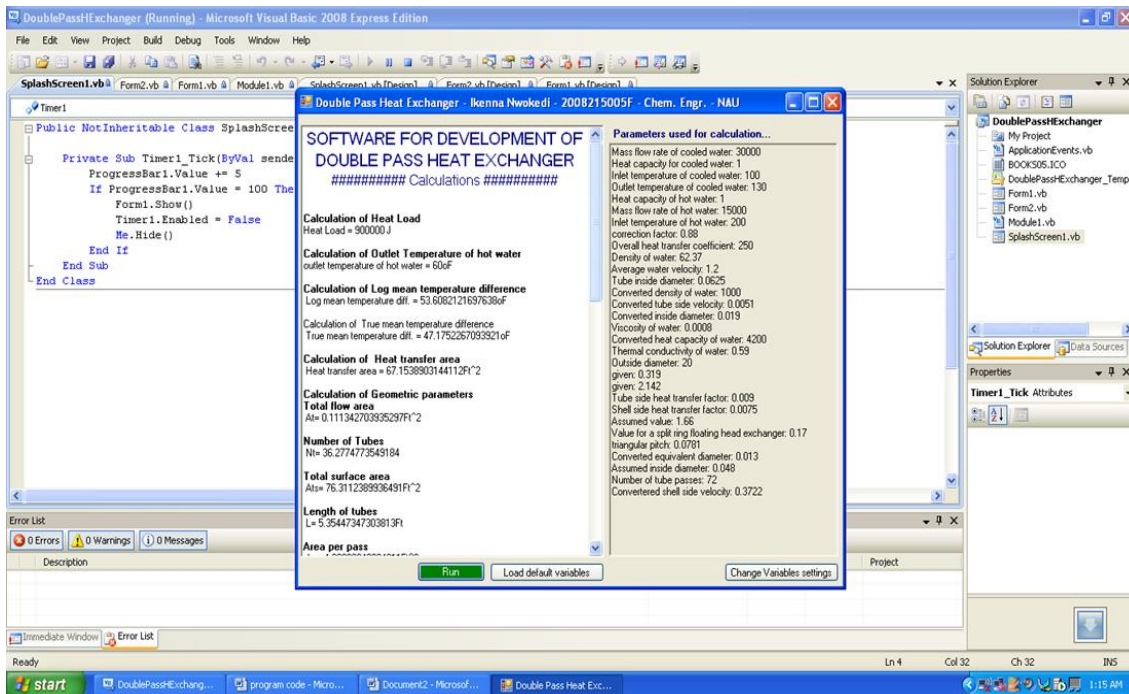 DoublePassHExchanger (Running) - Microsoft Visual Basic 2008 Express Edition
File Edit View Project Build Debug Tools Window Help
SplashScreen1.vb Form2.vb Form1.vb Module1.vb SplashScreen1.vb [Design] Form2.vb [Design] Form1.vb [Design]
Timer1
Public NotInheritable Class SplashScree
Private Sub Timer1_Tick(ByVal sende
ProgressBar1.Value += 5
If ProgressBar1.Value = 100 The
Form1.Show()
Timer1.Enabled = False
Me.Hide()
End If
End Sub
End Class
Double Pass Heat Exchanger - Ikenna Nwokedi - 2008215005F - Chem. Engr. - NAU
SOFTWARE FOR DEVELOPMENT OF
DOUBLE PASS HEAT EXCHANGER
########## Calculations ##########
Calculation of Heat Load
Heat Load = 900000 J
Calculation of Outlet Temperature of hot water
outlet temperature of hot water = 60oF
Calculation of Log mean temperature difference
Log mean temperature diff. = 53.6082121697638oF
Calculation of True mean temperature difference
True mean temperature diff. = 47.1752267093921oF
Calculation of Heat transfer area
Heat transfer area = 67.1538903144112Ft^2
Calculation of Geometric parameters
Total flow area
At= 0.111342703935297Ft^2
Number of Tubes
Nt= 36.2774773549184
Total surface area
Ats= 76.3112389936491Ft^2
Length of tubes
L= 5.35447347303813Ft
Area per pass
Parameters used for calculation...
Mass flow rate of cooled water: 30000
Heat capacity for cooled water: 1
Inlet temperature of cooled water: 100
Outlet temperature of cooled water: 130
Heat capacity of hot water: 1
Mass flow rate of hot water: 15000
Inlet temperature of hot water: 200
correction factor: 0.88
Overall heat transfer coefficient: 250
Density of water: 62.37
Average water velocity: 1.2
Tube inside diameter: 0.0625
Converted density of water: 1000
Converted tube side velocity: 0.0051
Converted inside diameter: 0.019
Viscosity of water: 0.0008
Converted heat capacity of water: 4200
Thermal conductivity of water: 0.59
Outside diameter: 20
given: 0.319
given: 2.142
Tube side heat transfer factor: 0.009
Shell side heat transfer factor: 0.0075
Assumed value: 1.66
Value for a split ring floating head exchanger: 0.17
triangular pitch: 0.0781
Converted equivalent diameter: 0.013
Assumed inside diameter: 0.048
Number of tube passes: 72
Convertered shell side velocity: 0.3722
Run Load default variables Change Variables settings
Solution Explorer
DoublePassHExchanger
My Project
ApplicationEvents.vb
BOOKS05.ICO
DoublePassHExchanger_Temp
Form1.vb
Form2.vb
Module1.vb
SplashScreen1.vb
Solution Explorer Data Sources
Properties
Timer1_Tick Attributes
Error List
0 Errors 0 Warnings 0 Messages
Description Project
Immediate Window Error List
Ready Ln 4 Col 32 Ch 32 INS
start DoublePassHExchang... program code - Micro... Document2 - Microsof... Double Pass Heat Exc... 1:15 AM